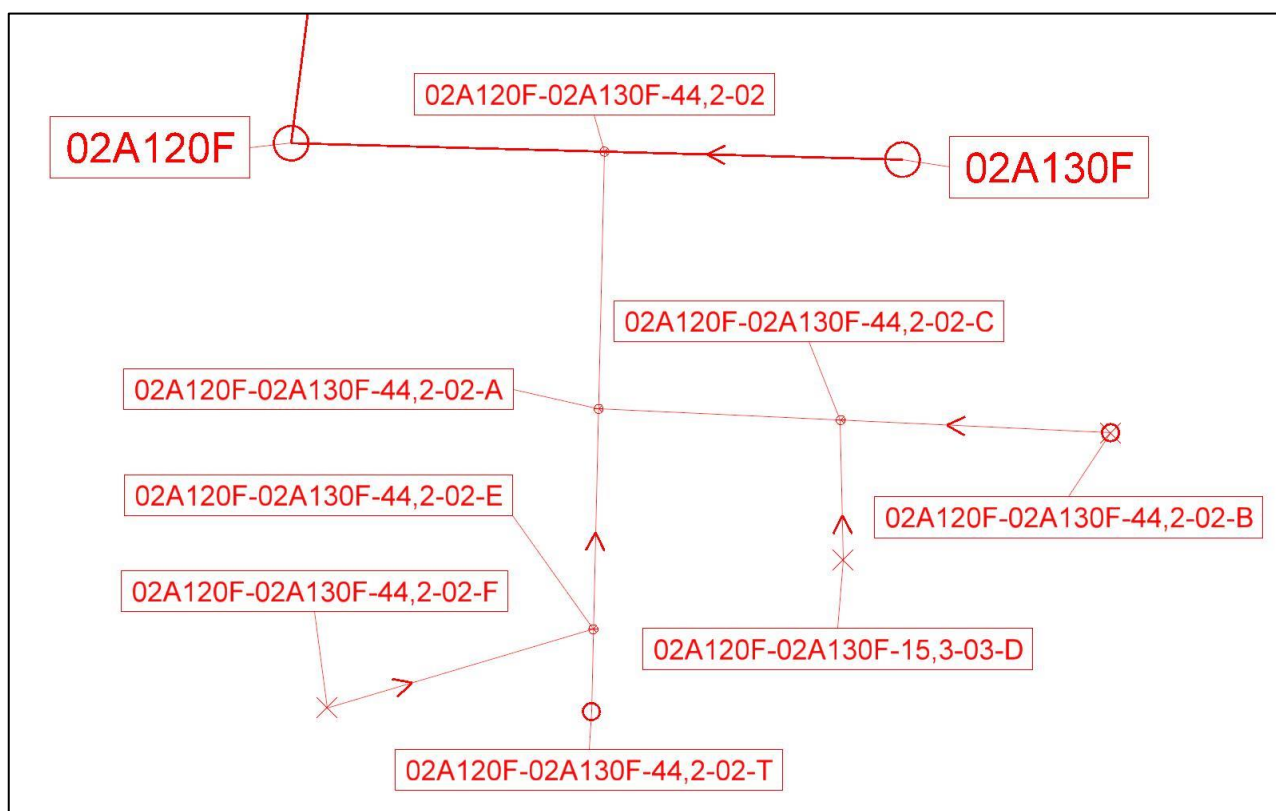 02A120F-02A130F-44,2-02
02A120F
02A130F
02A120F-02A130F-44,2-02-C
02A120F-02A130F-44,2-02-A
02A120F-02A130F-44,2-02-E
02A120F-02A130F-44,2-02-B
02A120F-02A130F-44,2-02-F
02A120F-02A130F-15,3-03-D
02A120F-02A130F-44,2-02-T